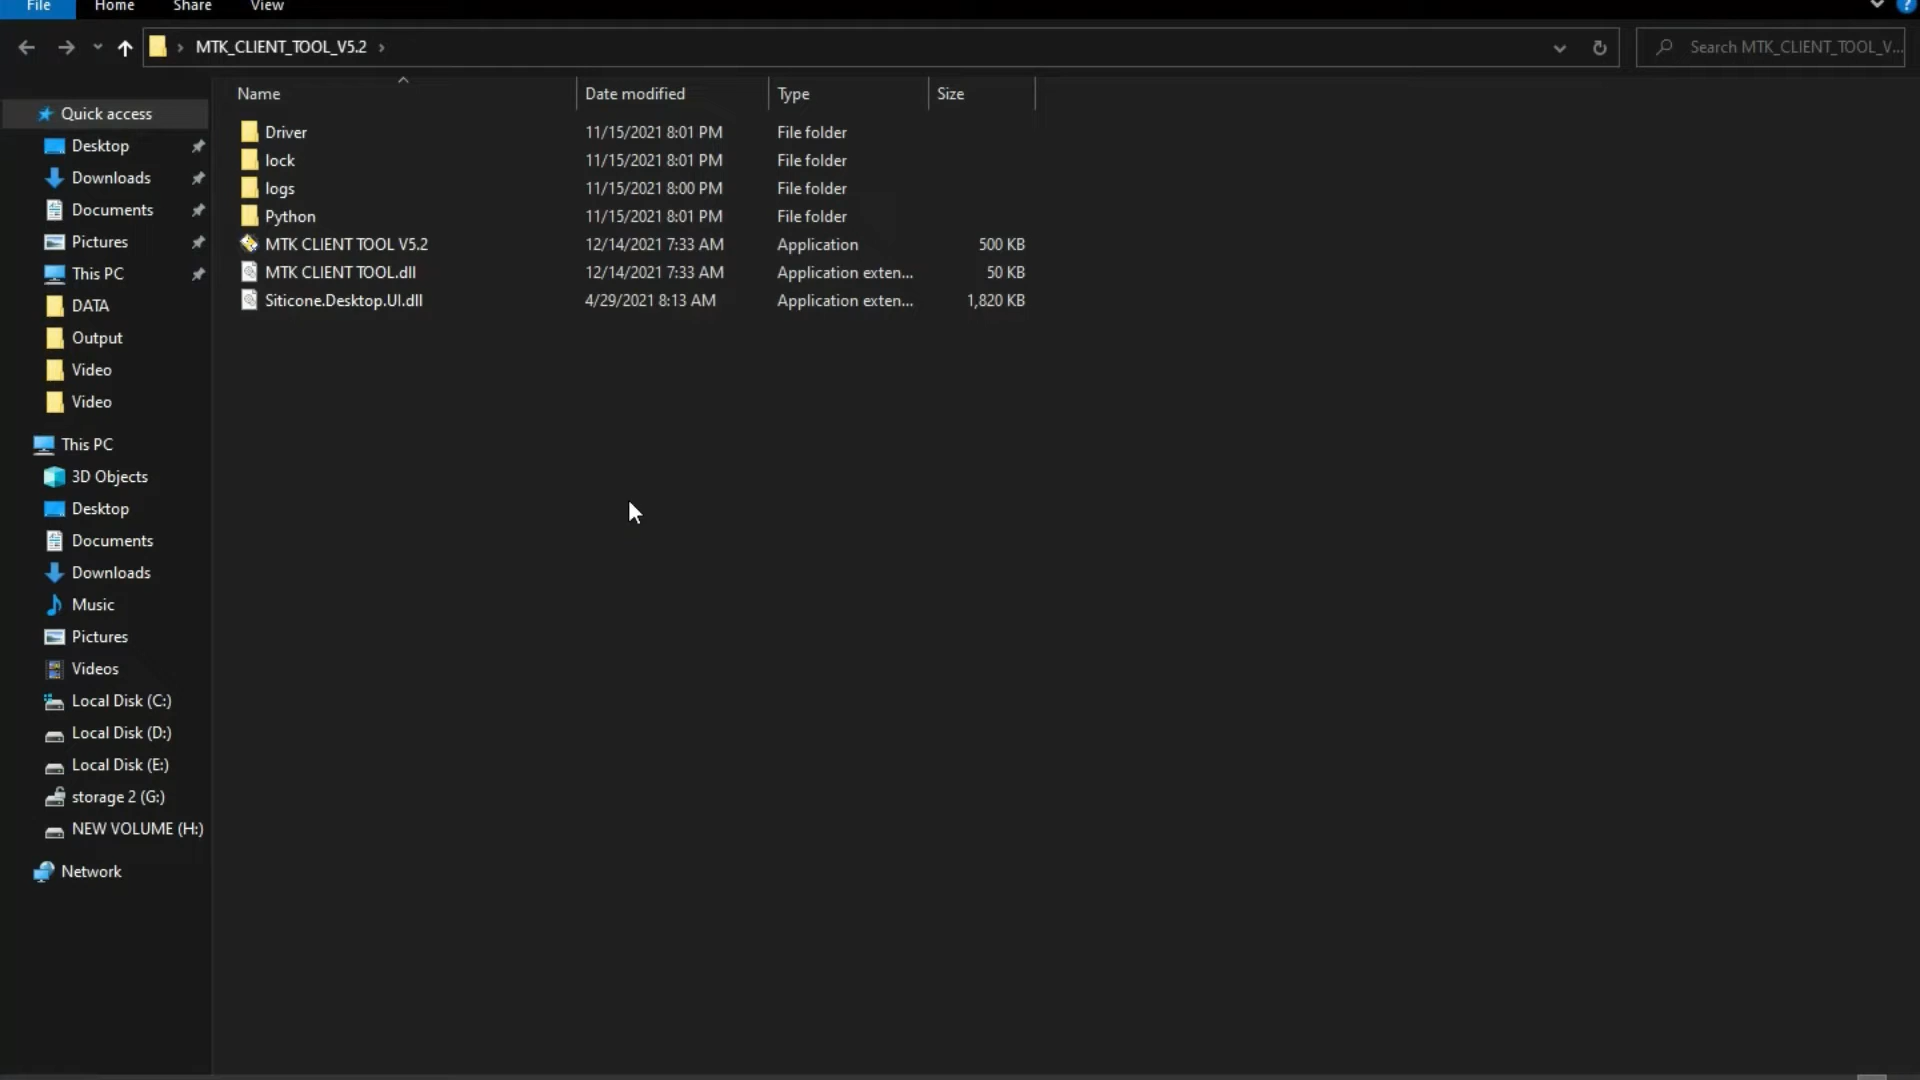 File Home Share View
MTK_CLIENT_TOOL_V5.2
Search MTK_CLIENT_TOOL_V...
Name Date modified Type Size
Quick access
Desktop
Downloads
Documents
Pictures
This PC
DATA
Output
Video
Video
This PC
3D Objects
Desktop
Documents
Downloads
Music
Pictures
Videos
Local Disk (C:)
Local Disk (D:)
Local Disk (E:)
storage 2 (G:)
NEW VOLUME (H:)
Network
Driver 11/15/2021 8:01 PM File folder
lock 11/15/2021 8:01 PM File folder
logs 11/15/2021 8:00 PM File folder
Python 11/15/2021 8:01 PM File folder
MTK CLIENT TOOL V5.2 12/14/2021 7:33 AM Application 500 KB
MTK CLIENT TOOL.dll 12/14/2021 7:33 AM Application exten... 50 KB
Siticone.Desktop.UI.dll 4/29/2021 8:13 AM Application exten... 1,820 KB